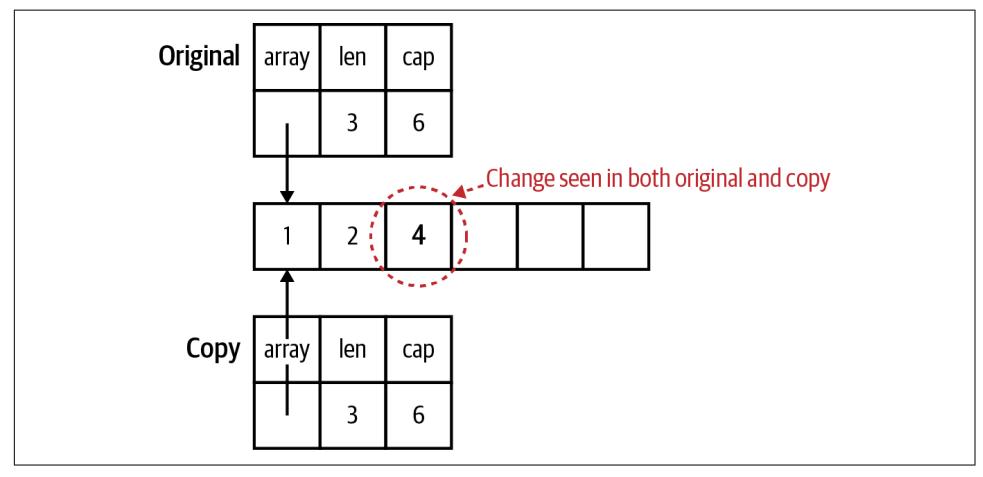 Original array len cap
3 6
Change seen in both original and copy
1 2 4
Copy array len cap
3 6